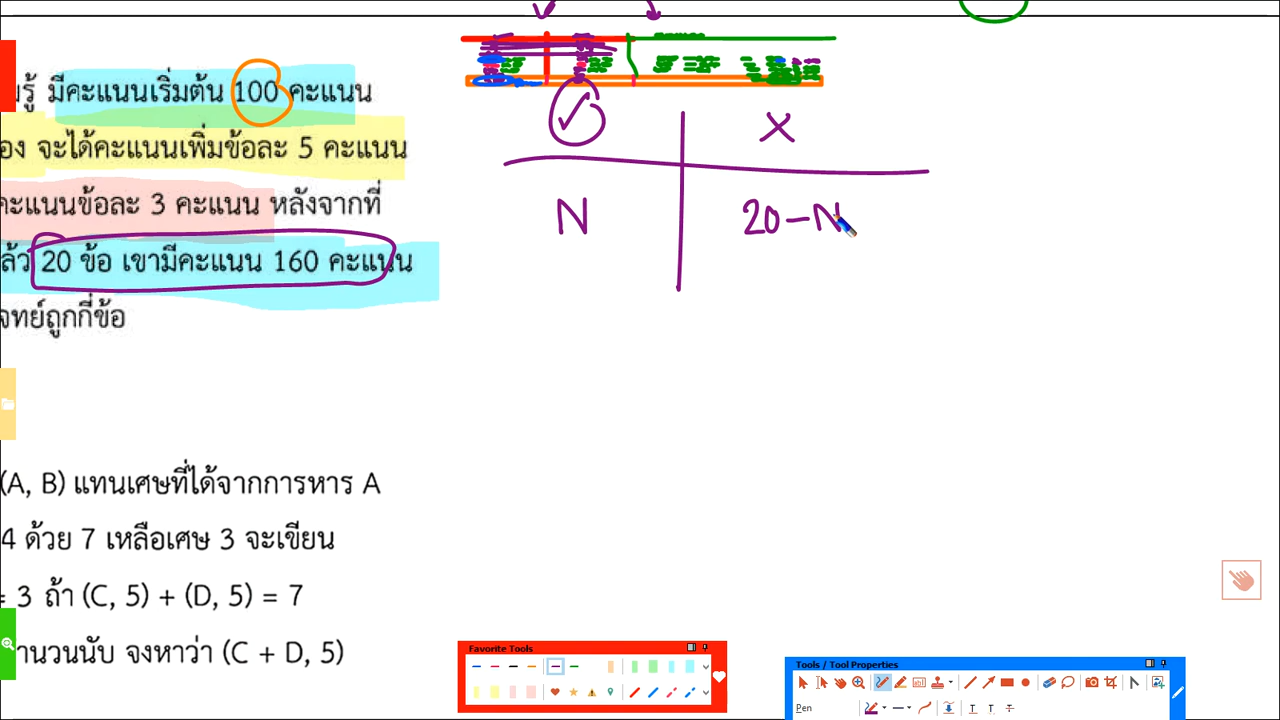 มรู้ มีคะแนนเริ่มต้น 100 คะแนน
อง จะได้คะแนนเพิ่มข้อละ 5 คะแนน
คะแนนข้อละ 3 คะแนน หลังจากที่
ล้ว 20 ข้อ เขามีคะแนน 160 คะแนน
จทย์ถูกกี่ข้อ
✓ X
N 20-N
(A, B) แทนเศษที่ได้จากการหาร A
4 ด้วย 7 เหลือเศษ 3 จะเขียน
= 3 ถ้า (C, 5) + (D, 5) = 7
ำนวนนับ จงหาว่า (C + D, 5)
Favorite Tools
Tools / Tool Properties
Pen